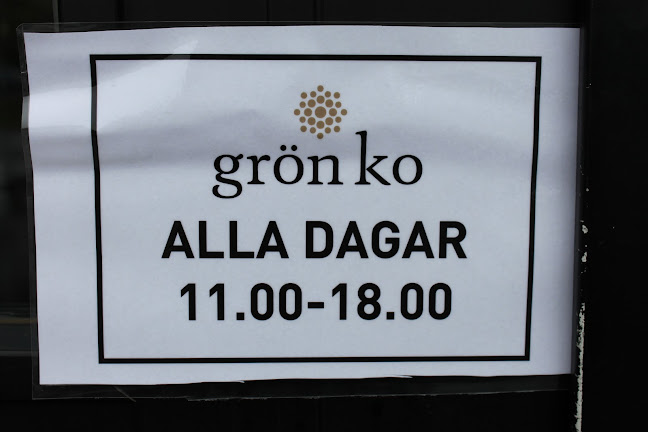 grön ko
ALLA DAGAR
11.00-18.00